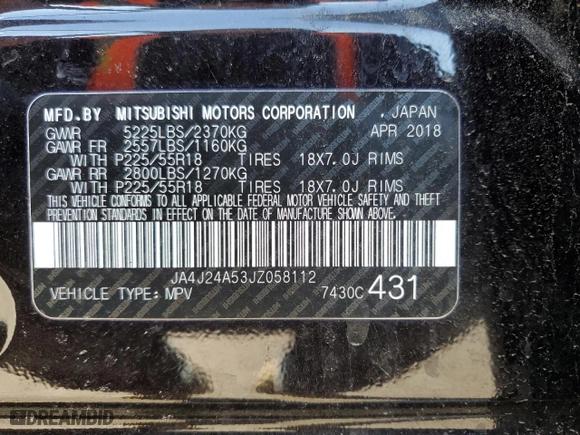 MFD.BY MITSUBISHI MOTORS CORPORATION , JAPAN
GVWR 5225LBS/2370KG APR 2018
GAWR FR 2557LBS/1160KG
WITH P225/55R18 TIRES 18X7.0J RIMS
GAWR RR 2800LBS/1270KG
WITH P225/55R18 TIRES 18X7.0J RIMS
THIS VEHICLE CONFORMS TO ALL APPLICABLE FEDERAL MOTOR VEHICLE SAFETY AND THEFT
PREVENTION STANDARDS IN EFFECT ON THE DATE OF MANUFACTURE SHOWN ABOVE.
JA4J24A53JZ058112
VEHICLE TYPE: MPV 7430C 431
DREAMBID